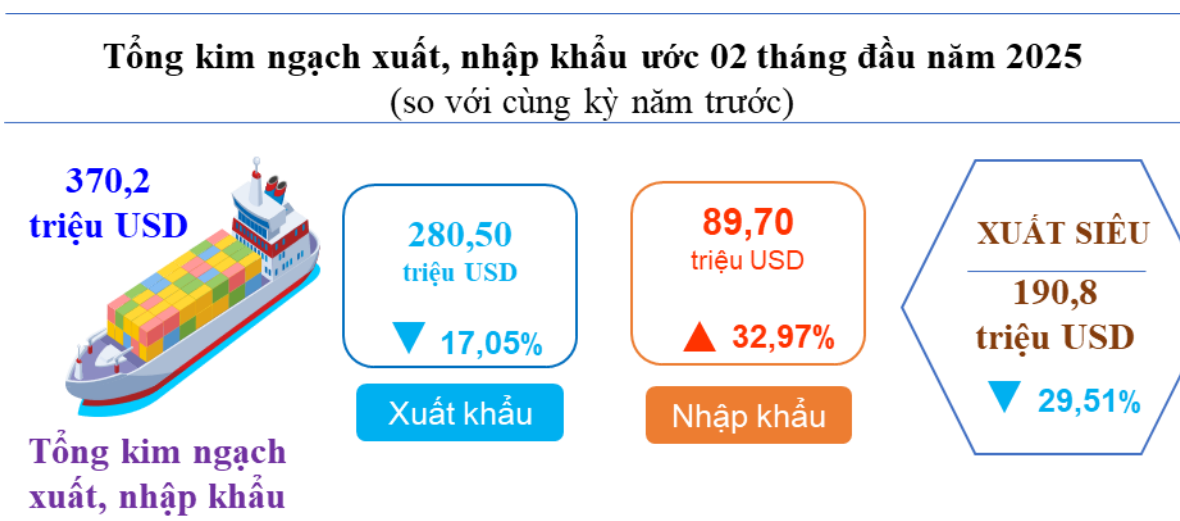 Tổng kim ngạch xuất, nhập khẩu ước 02 tháng đầu năm 2025
(so với cùng kỳ năm trước)
370,2
triệu USD
Tổng kim ngạch
xuất, nhập khẩu
280,50
triệu USD
▼ 17,05%
Xuất khẩu
89,70
triệu USD
▲ 32,97%
Nhập khẩu
XUẤT SIÊU
190,8
triệu USD
▼ 29,51%